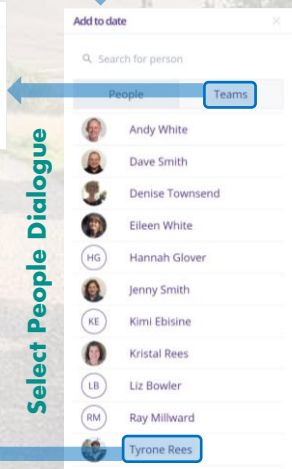 Add to date
Search for person
People Teams
Andy White
Dave Smith
Denise Townsend
Eileen White
HG Hannah Glover
Jenny Smith
KE Kimi Ebisine
Kristal Rees
LB Liz Bowler
RM Ray Millward
Tyrone Rees
Select People Dialogue